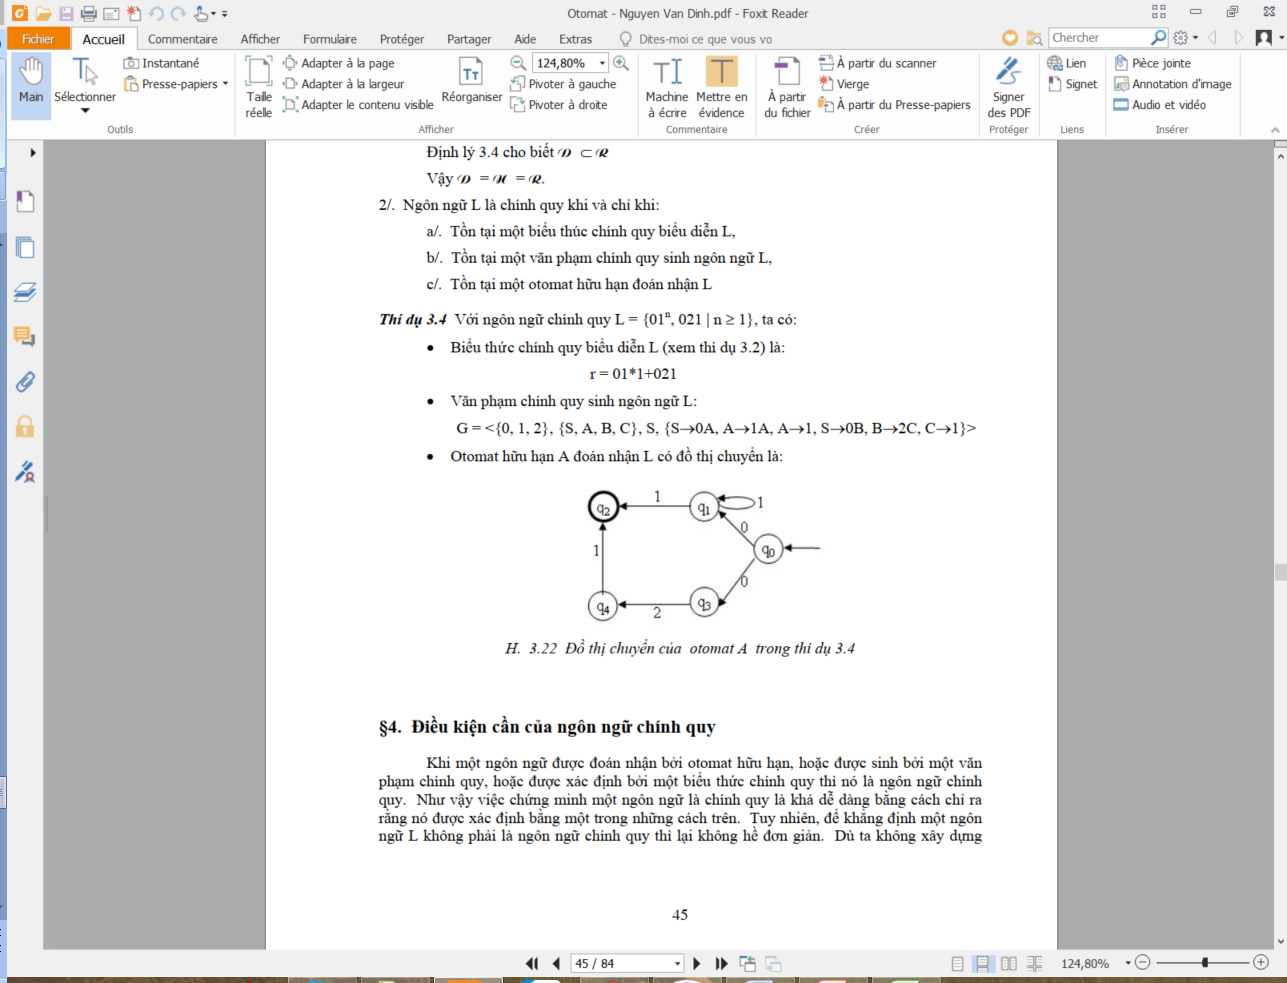 Otomat - Nguyen Van Dinh.pdf - Foxit Reader
Fichier Accueil Commentaire Afficher Formulaire Protéger Partager Aide Extras Dites-moi ce que vous vo Chercher
Main
Sélectionner
Instantané
Presse-papiers
Outils
Taille réelle
Adapter à la page
Adapter à la largeur
Adapter le contenu visible
Réorganiser
124,80%
Pivoter à gauche
Pivoter à droite
Afficher
Machine à écrire
Mettre en évidence
Commentaire
À partir du fichier
À partir du scanner
Vierge
À partir du Presse-papiers
Créer
Signer des PDF
Protéger
Lien
Signet
Liens
Pièce jointe
Annotation d'image
Audio et vidéo
Insérer
Định lý 3.4 cho biết 𝒟 ⊂ ℛ
Vậy 𝒟 = ℋ = ℛ.
2/. Ngôn ngữ L là chính quy khi và chỉ khi:
a/. Tồn tại một biểu thúc chính quy biểu diễn L,
b/. Tồn tại một văn phạm chính quy sinh ngôn ngữ L,
c/. Tồn tại một otomat hữu hạn đoán nhận L
Thí dụ 3.4 Với ngôn ngữ chính quy L = {01ⁿ, 021 | n ≥ 1}, ta có:
• Biểu thức chính quy biểu diễn L (xem thi dụ 3.2) là:
r = 01*1+021
• Văn phạm chính quy sinh ngôn ngữ L:
G = <{0, 1, 2}, {S, A, B, C}, S, {S→0A, A→1A, A→1, S→0B, B→2C, C→1}>
• Otomat hữu hạn A đoán nhận L có đồ thị chuyển là:
q2 1 q1 1
0
1 q0
0
q4 2 q3
H. 3.22 Đồ thị chuyển của otomat A trong thí dụ 3.4
§4. Điều kiện cần của ngôn ngữ chính quy
Khi một ngôn ngữ được đoán nhận bởi otomat hữu hạn, hoặc được sinh bởi một văn
phạm chính quy, hoặc được xác định bởi một biểu thức chính quy thì nó là ngôn ngữ chính
quy. Như vậy việc chứng minh một ngôn ngữ là chính quy là khá dễ dàng bằng cách chỉ ra
rằng nó được xác định bằng một trong những cách trên. Tuy nhiên, để khẳng định một ngôn
ngữ L không phải là ngôn ngữ chính quy thì lại không hề đơn giản. Dù ta không xây dựng
45
45 / 84
124,80%